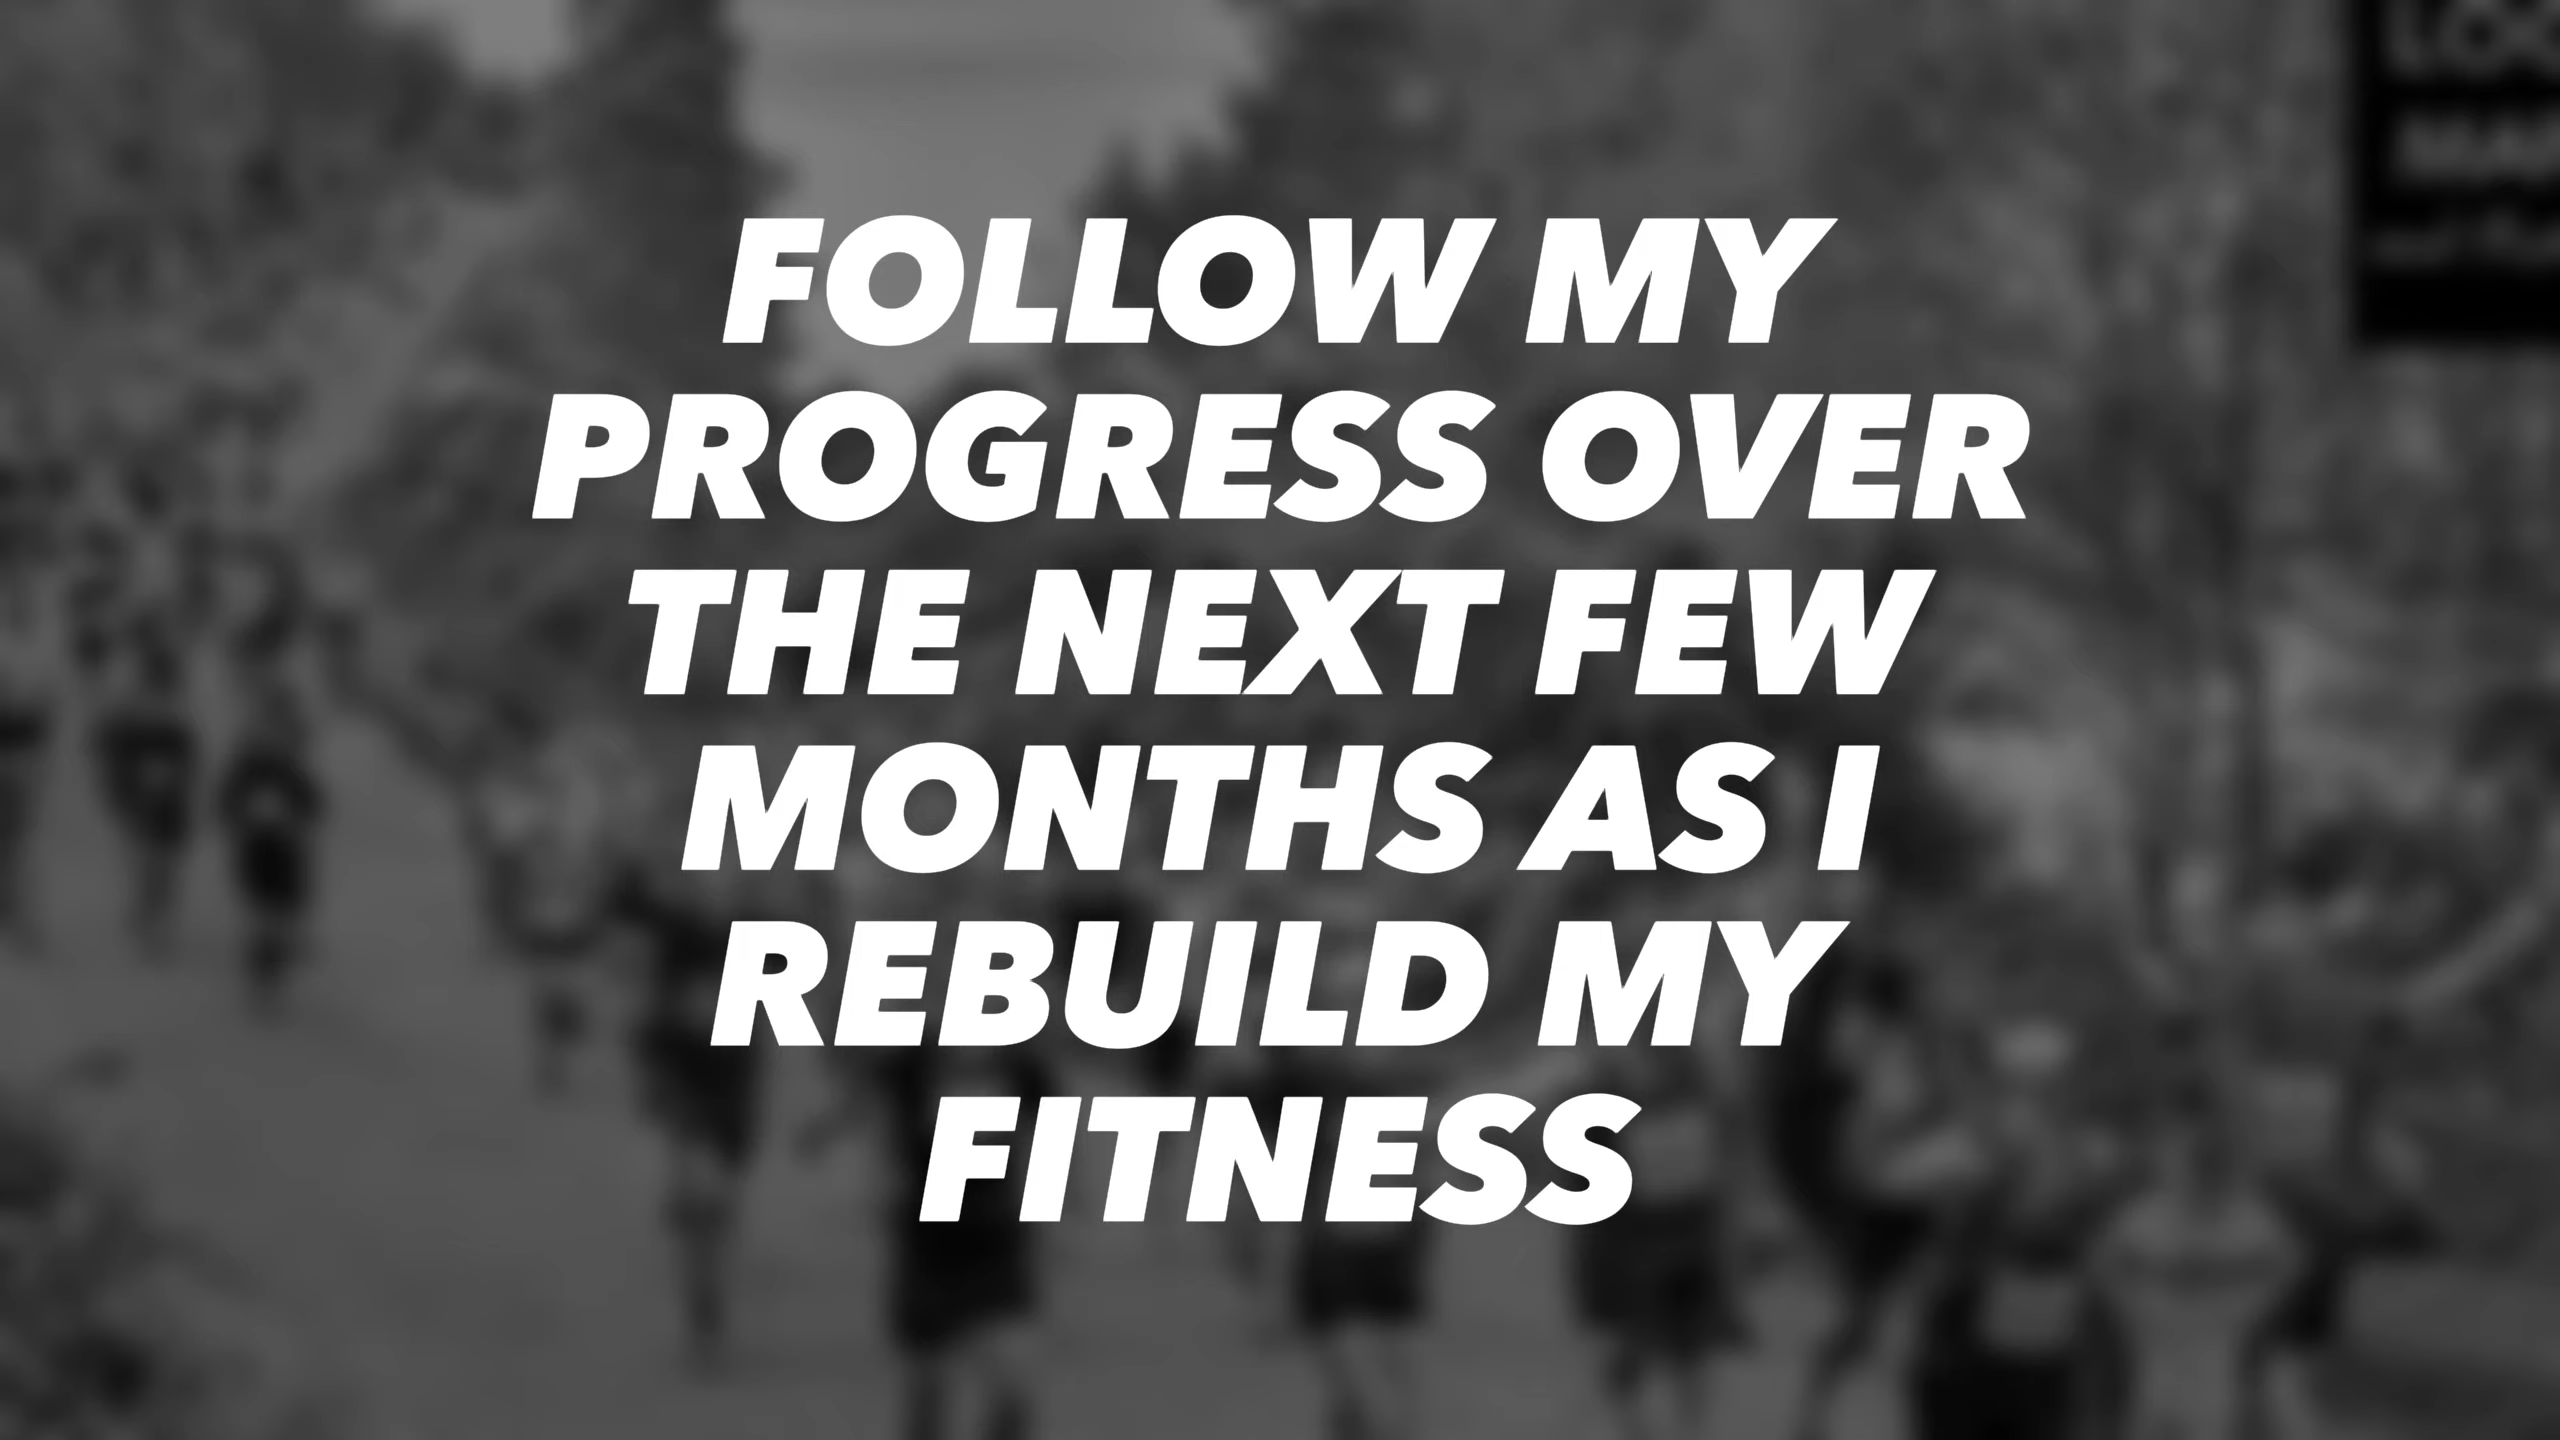 FOLLOW MY
PROGRESS OVER
THE NEXT FEW
MONTHS AS I
REBUILD MY
FITNESS